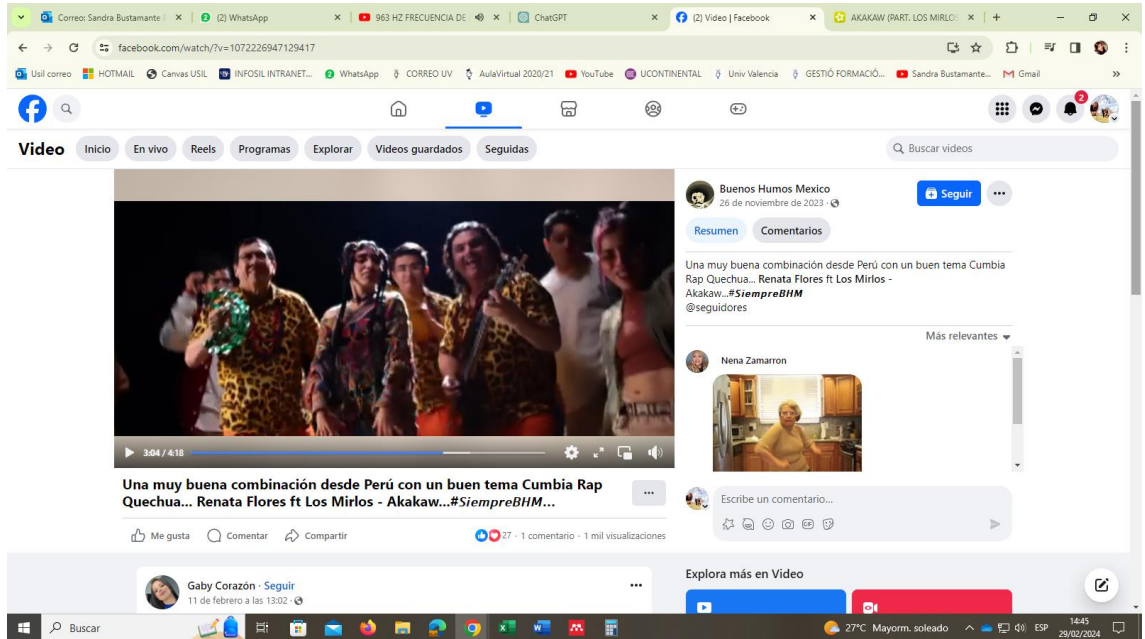 Correo: Sandra Bustamante
(2) WhatsApp
963 HZ FRECUENCIA DE
ChatGPT
(2) Video | Facebook
AKAKAW (PART. LOS MIRLOS
facebook.com/watch/?v=1072226947129417
Usil correo
HOTMAIL
Canvas USIL
INFOSIL INTRANET...
WhatsApp
CORREO UV
AulaVirtual 2020/21
YouTube
UCONTINENTAL
Univ Valencia
GESTIÓ FORMACIÓ...
Sandra Bustamante...
Gmail
»
2
Video
Inicio
En vivo
Reels
Programas
Explorar
Videos guardados
Seguidas
Buscar videos
3:04 / 4:18
Una muy buena combinación desde Perú con un buen tema Cumbia Rap
Quechua... Renata Flores ft Los Mirlos - Akakaw...#SiempreBHM...
Me gusta
Comentar
Compartir
27 · 1 comentario · 1 mil visualizaciones
Gaby Corazón · Seguir
11 de febrero a las 13:02 ·
Buenos Humos Mexico
26 de noviembre de 2023 ·
Seguir
Resumen
Comentarios
Una muy buena combinación desde Perú con un buen tema Cumbia
Rap Quechua... Renata Flores ft Los Mirlos -
Akakaw...#SiempreBHM
@seguidores
Más relevantes
Nena Zamarron
Escribe un comentario...
GIF
Explora más en Video
Buscar
27°C Mayorm. soleado
ESP
14:45
29/02/2024